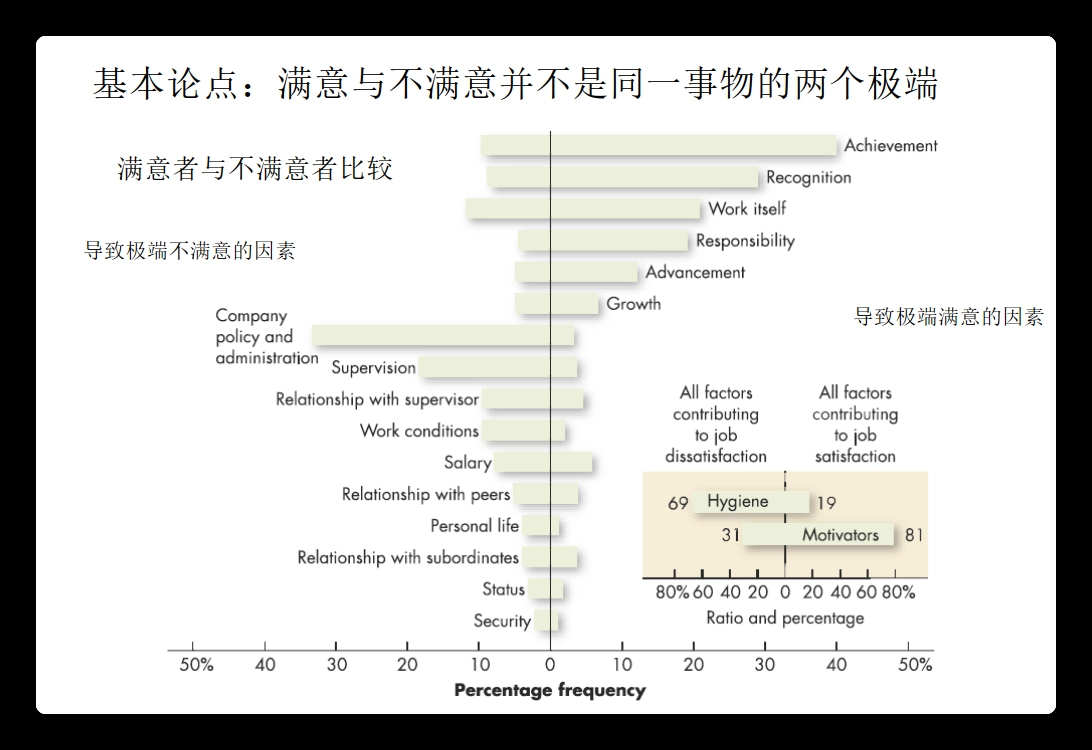 基本论点：满意与不满意并不是同一事物的两个极端
满意者与不满意者比较
导致极端不满意的因素
导致极端满意的因素
Achievement
Recognition
Work itself
Responsibility
Advancement
Growth
Company
policy and
administration
Supervision
Relationship with supervisor
Work conditions
Salary
Relationship with peers
Personal life
Relationship with subordinates
Status
Security
50% 40 30 20 10 0 10 20 30 40 50%
Percentage frequency
All factors
contributing
to job
dissatisfaction
All factors
contributing
to job
satisfaction
69 Hygiene 19
31 Motivators 81
80% 60 40 20 0 20 40 60 80%
Ratio and percentage